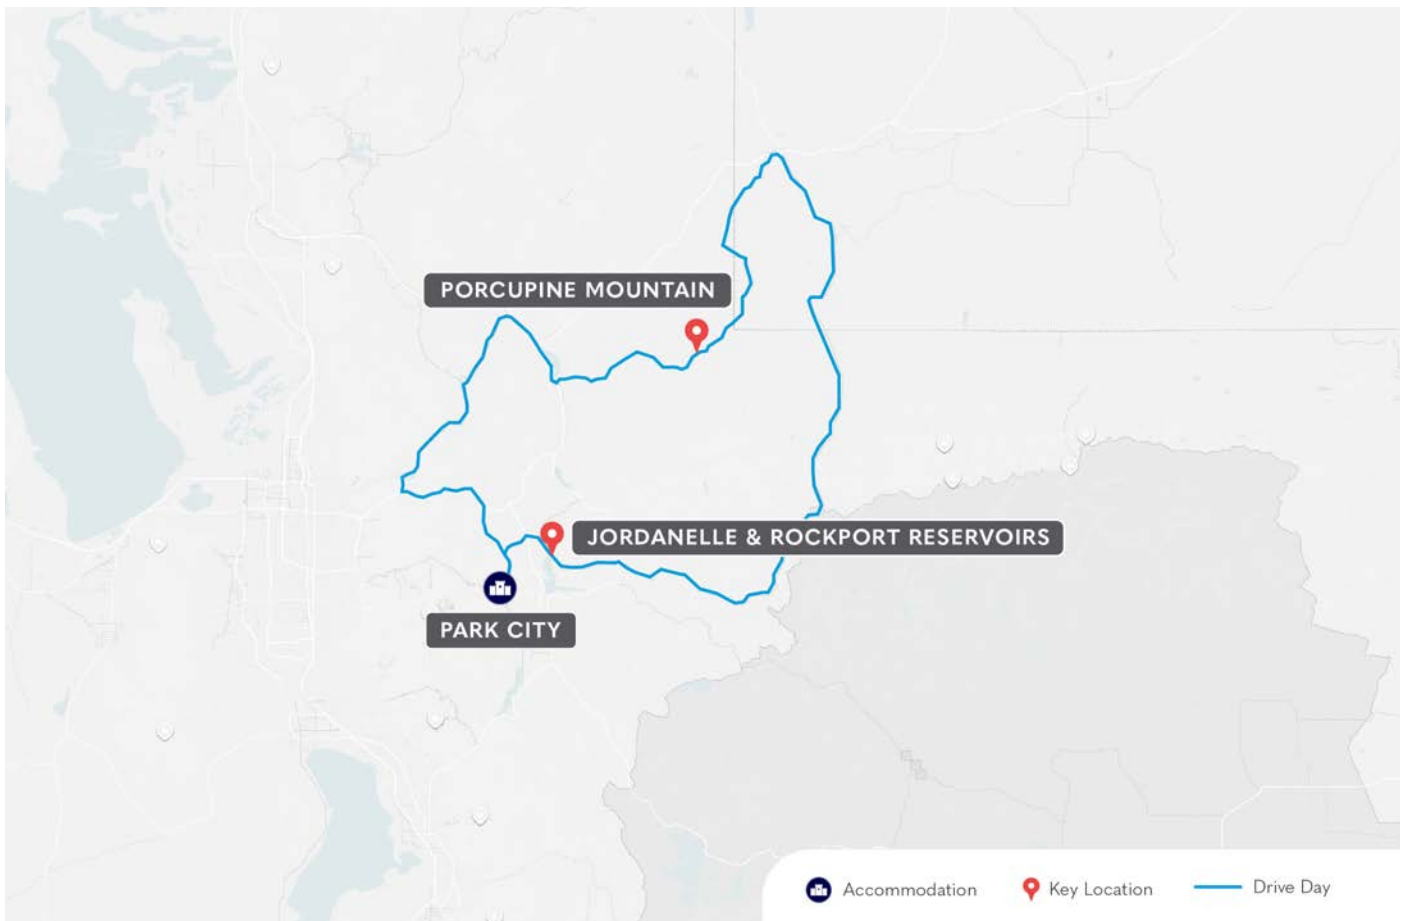 PORCUPINE MOUNTAIN
JORDANELLE & ROCKPORT RESERVOIRS
PARK CITY
Accommodation
Key Location
Drive Day